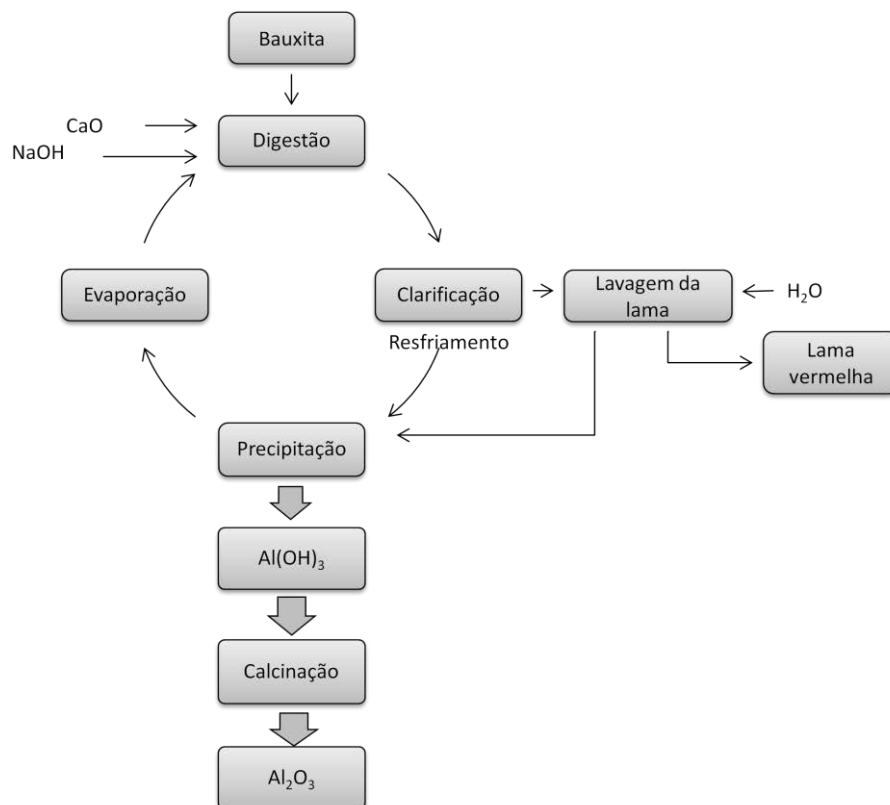 Bauxita
CaO
NaOH
Digestão
Evaporação
Clarificação
Lavagem da
lama
H₂O
Resfriamento
Lama
vermelha
Precipitação
Al(OH)₃
Calcinação
Al₂O₃